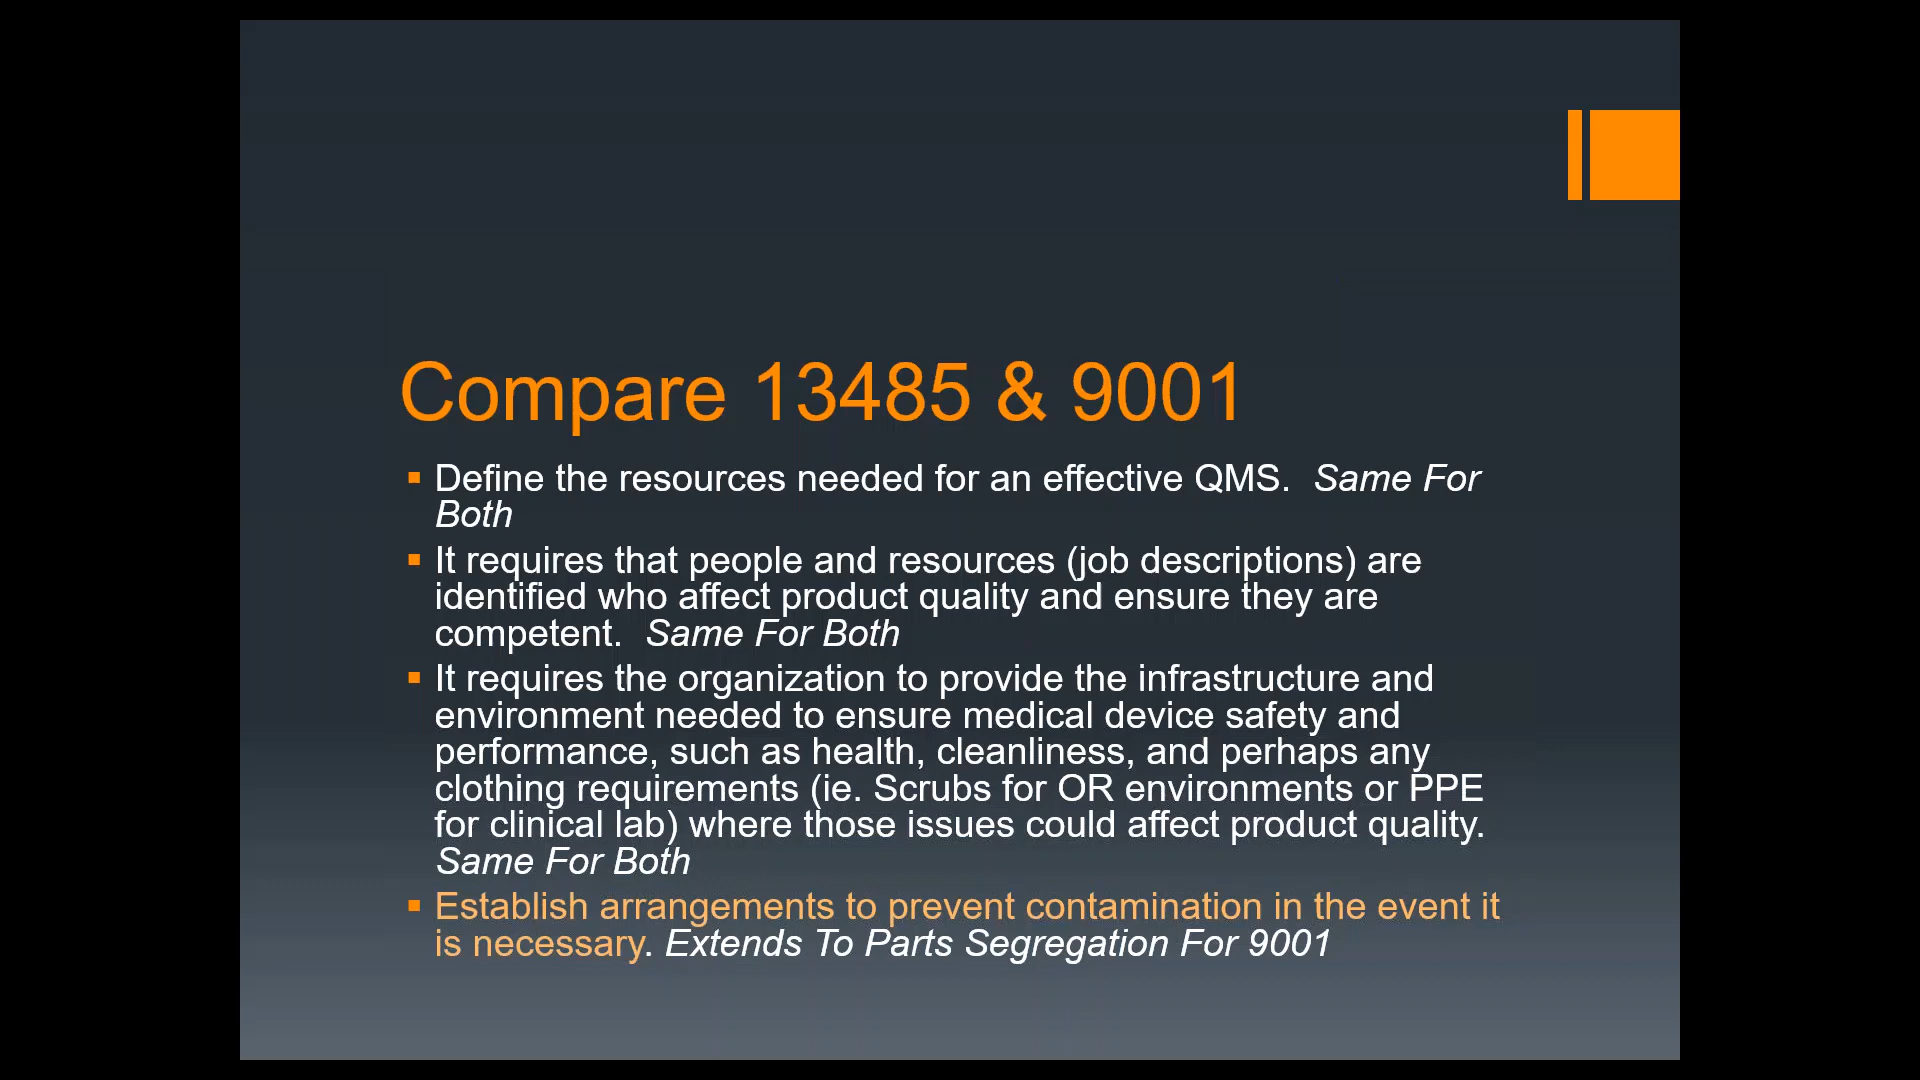 Compare 13485 & 9001
Define the resources needed for an effective QMS. Same For
Both
It requires that people and resources (job descriptions) are
identified who affect product quality and ensure they are
competent. Same For Both
It requires the organization to provide the infrastructure and
environment needed to ensure medical device safety and
performance, such as health, cleanliness, and perhaps any
clothing requirements (ie. Scrubs for OR environments or PPE
for clinical lab) where those issues could affect product quality.
Same For Both
Establish arrangements to prevent contamination in the event it
is necessary. Extends To Parts Segregation For 9001